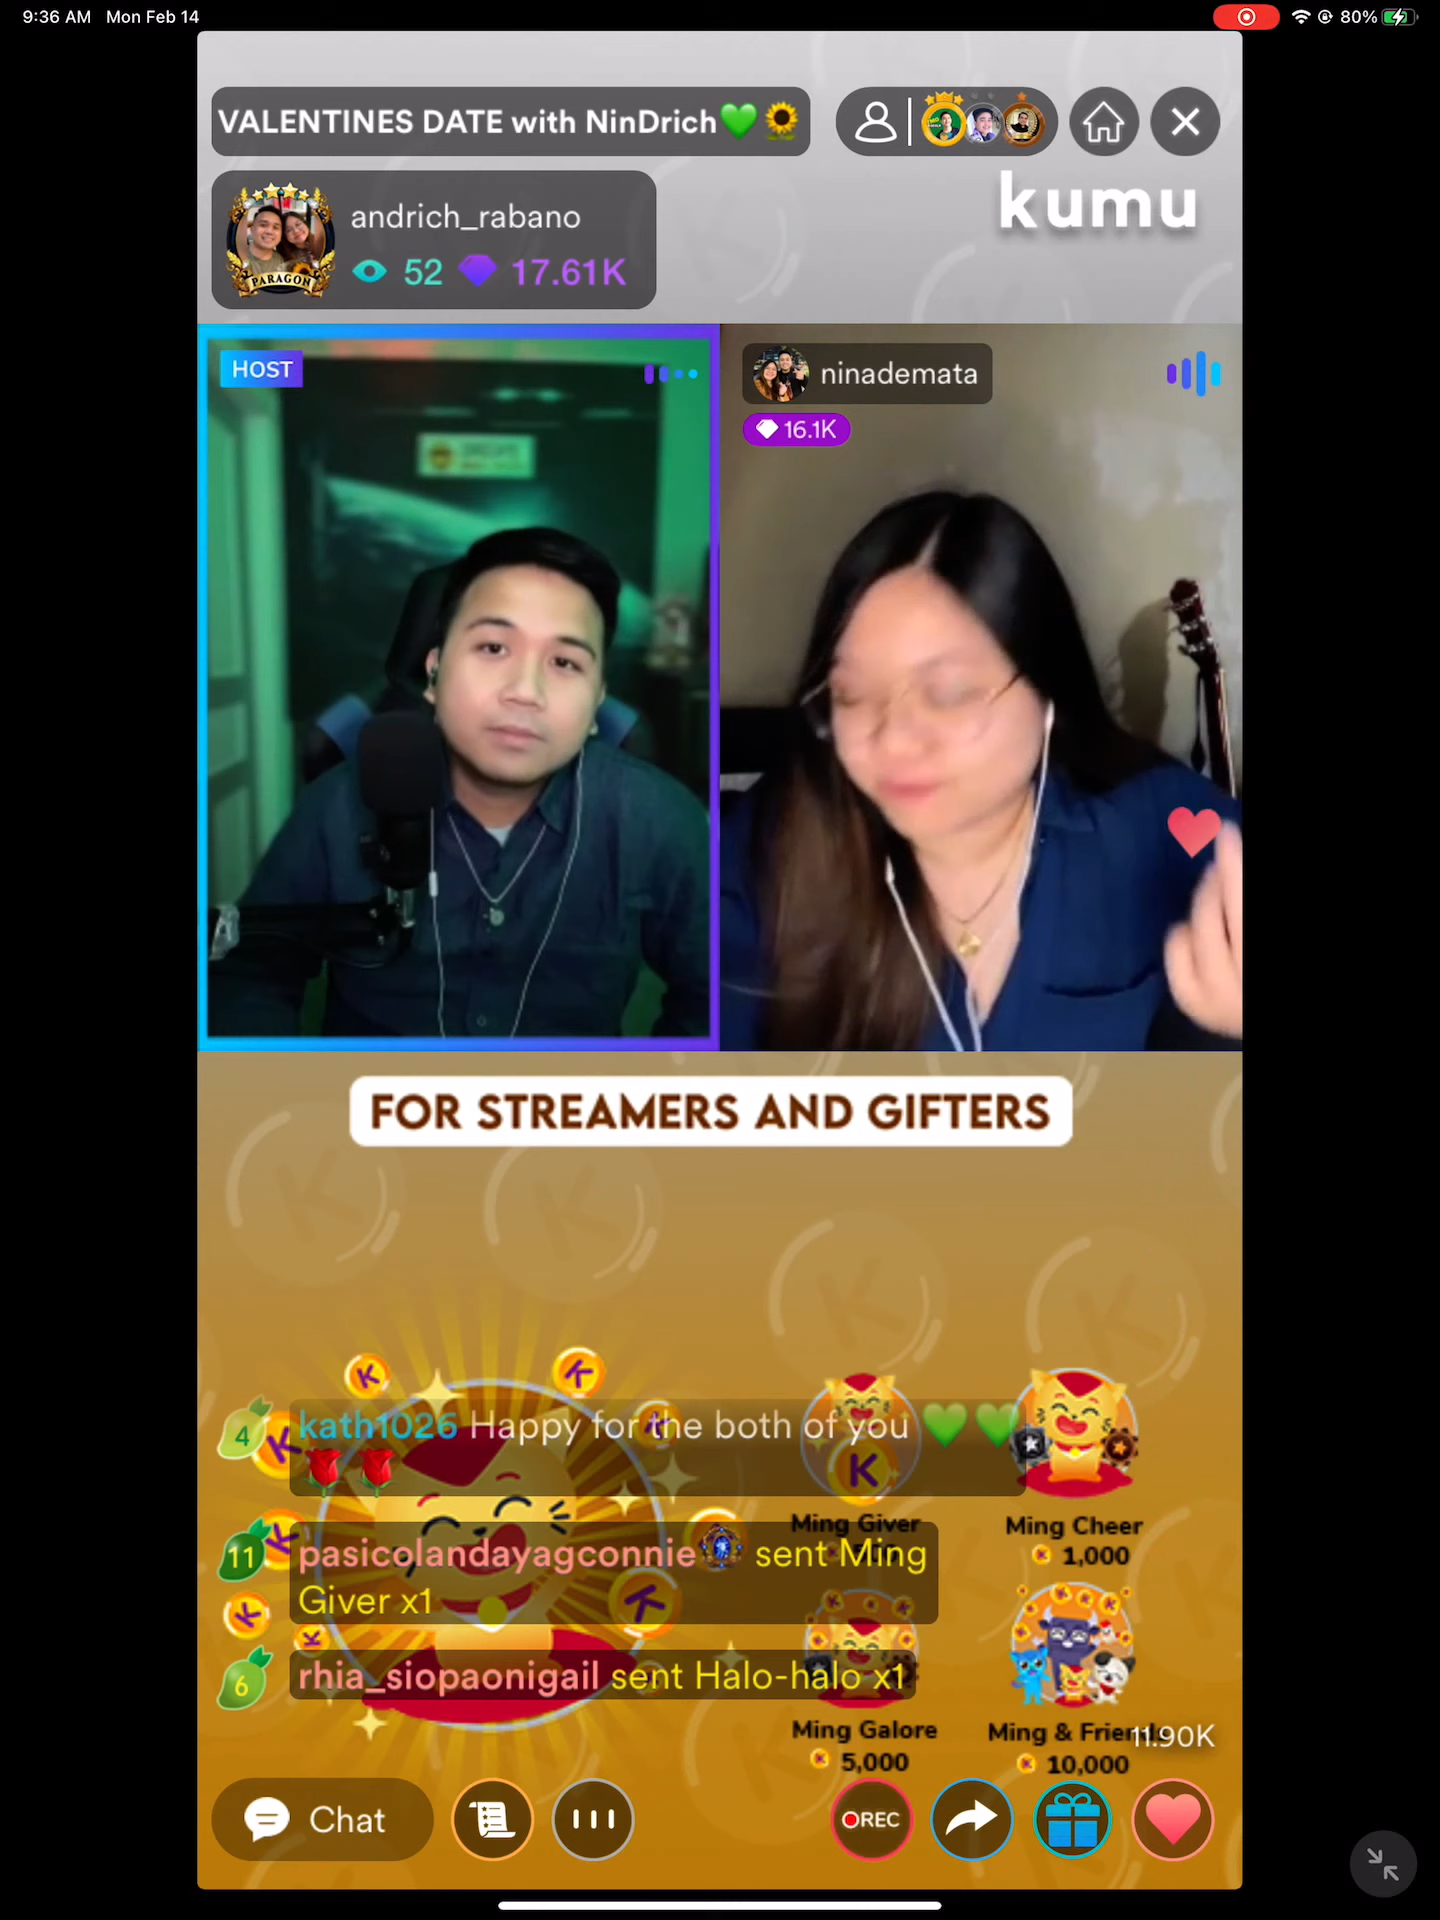 9:36 AM Mon Feb 14
80%
VALENTINES DATE with NinDrich💚🌻
kumu
andrich_rabano
52 17.61K
PARAGON
HOST
ninademata
16.1K
FOR STREAMERS AND GIFTERS
4 kath1026 Happy for the both of you 💚💚
🌹🌹
Ming Giver
Ming Cheer
1,000
11 pasicolandayagconnie sent Ming
Giver x1
6 rhia_siopaonigail sent Halo-halo x1
Ming Galore
5,000
Ming & Friends
10,000
11.90K
Chat
REC